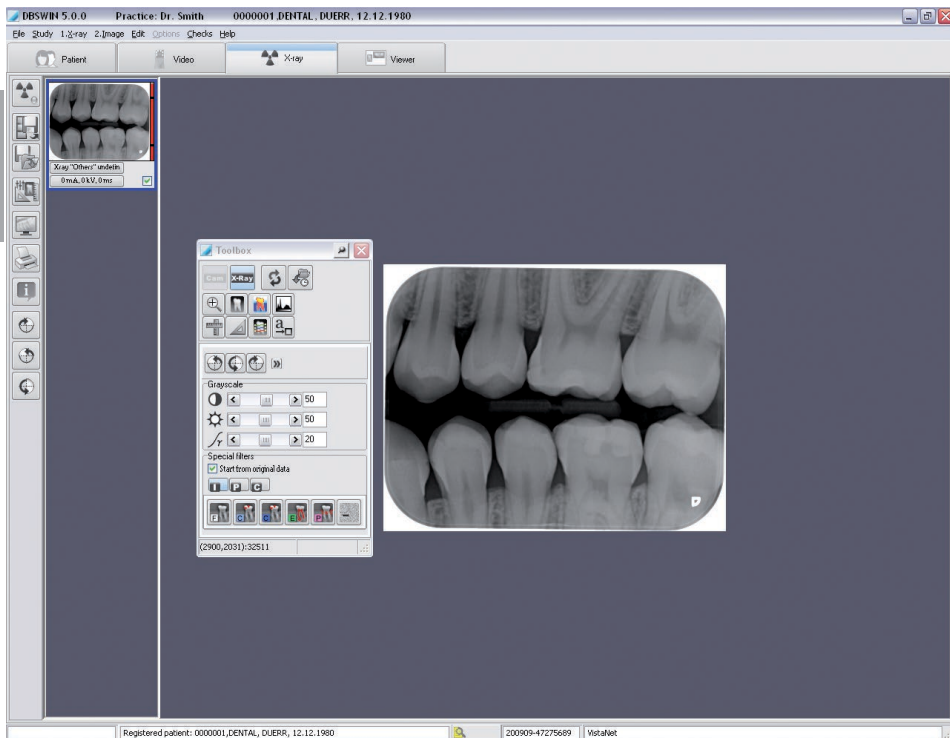 DBSWIN 5.0.0 Practice: Dr. Smith 0000001,DENTAL, DUERR, 12.12.1980
File Study 1.X-ray 2.Image Edit Options Checks Help
Patient Video X-ray Viewer
Xray "Others" undefin
0 mA, 0 kV, 0 ms
Toolbox
Cam X-Ray
a
Grayscale
50
50
γ 20
Special filters
Start from original data
I P C
F C C E P
(2900,2031):32511
Registered patient: 0000001,DENTAL, DUERR, 12.12.1980 200909-47275689 VistaNet